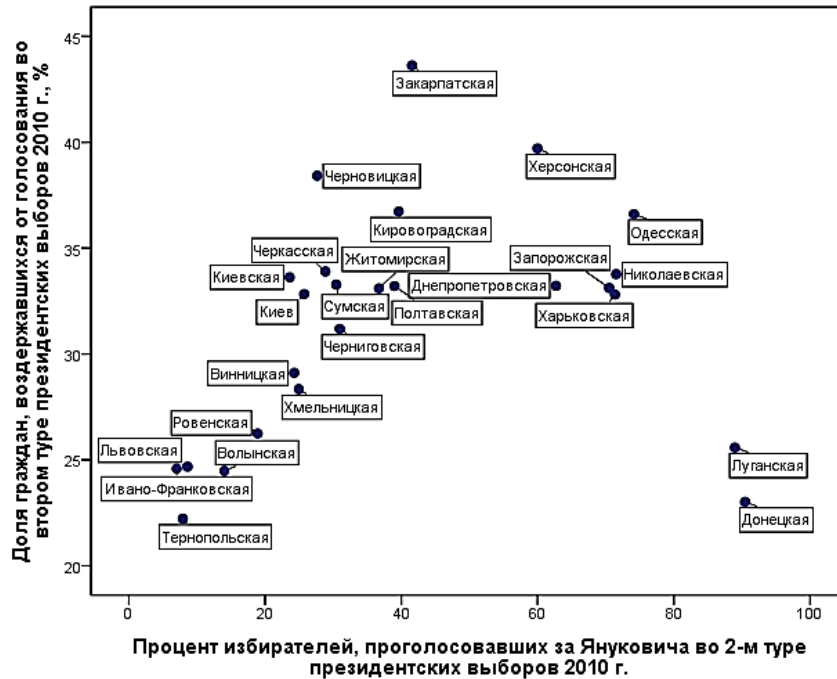 Доля граждан, воздержавшихся от голосования во
втором туре президентских выборов 2010 г., %
45
40
35
30
25
20
Закарпатская
Херсонская
Черновицкая
Кировоградская
Одесская
Черкасская
Житомирская
Запорожская
Киевская
Днепропетровская
Николаевская
Киев
Сумская
Полтавская
Харьковская
Черниговская
Винницкая
Хмельницкая
Ровенская
Львовская
Волынская
Луганская
Ивано-Франковская
Донецкая
Тернопольская
0
20
40
60
80
100
Процент избирателей, проголосовавших за Януковича во 2-м туре
президентских выборов 2010 г.